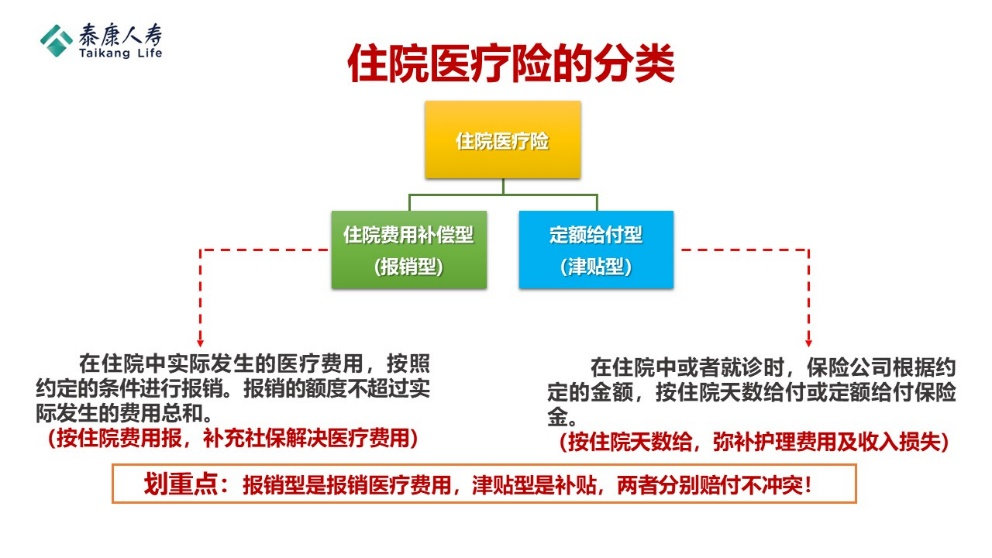 泰康人寿
Taikang Life
住院医疗险的分类
住院医疗险
住院费用补偿型
（报销型）
定额给付型
（津贴型）
在住院中实际发生的医疗费用，按照
约定的条件进行报销。报销的额度不超过实
际发生的费用总和。
（按住院费用报，补充社保解决医疗费用）
在住院中或者就诊时，保险公司根据约
定的金额，按住院天数给付或定额给付保险
金。
（按住院天数给，弥补护理费用及收入损失）
划重点：报销型是报销医疗费用，津贴型是补贴，两者分别赔付不冲突！